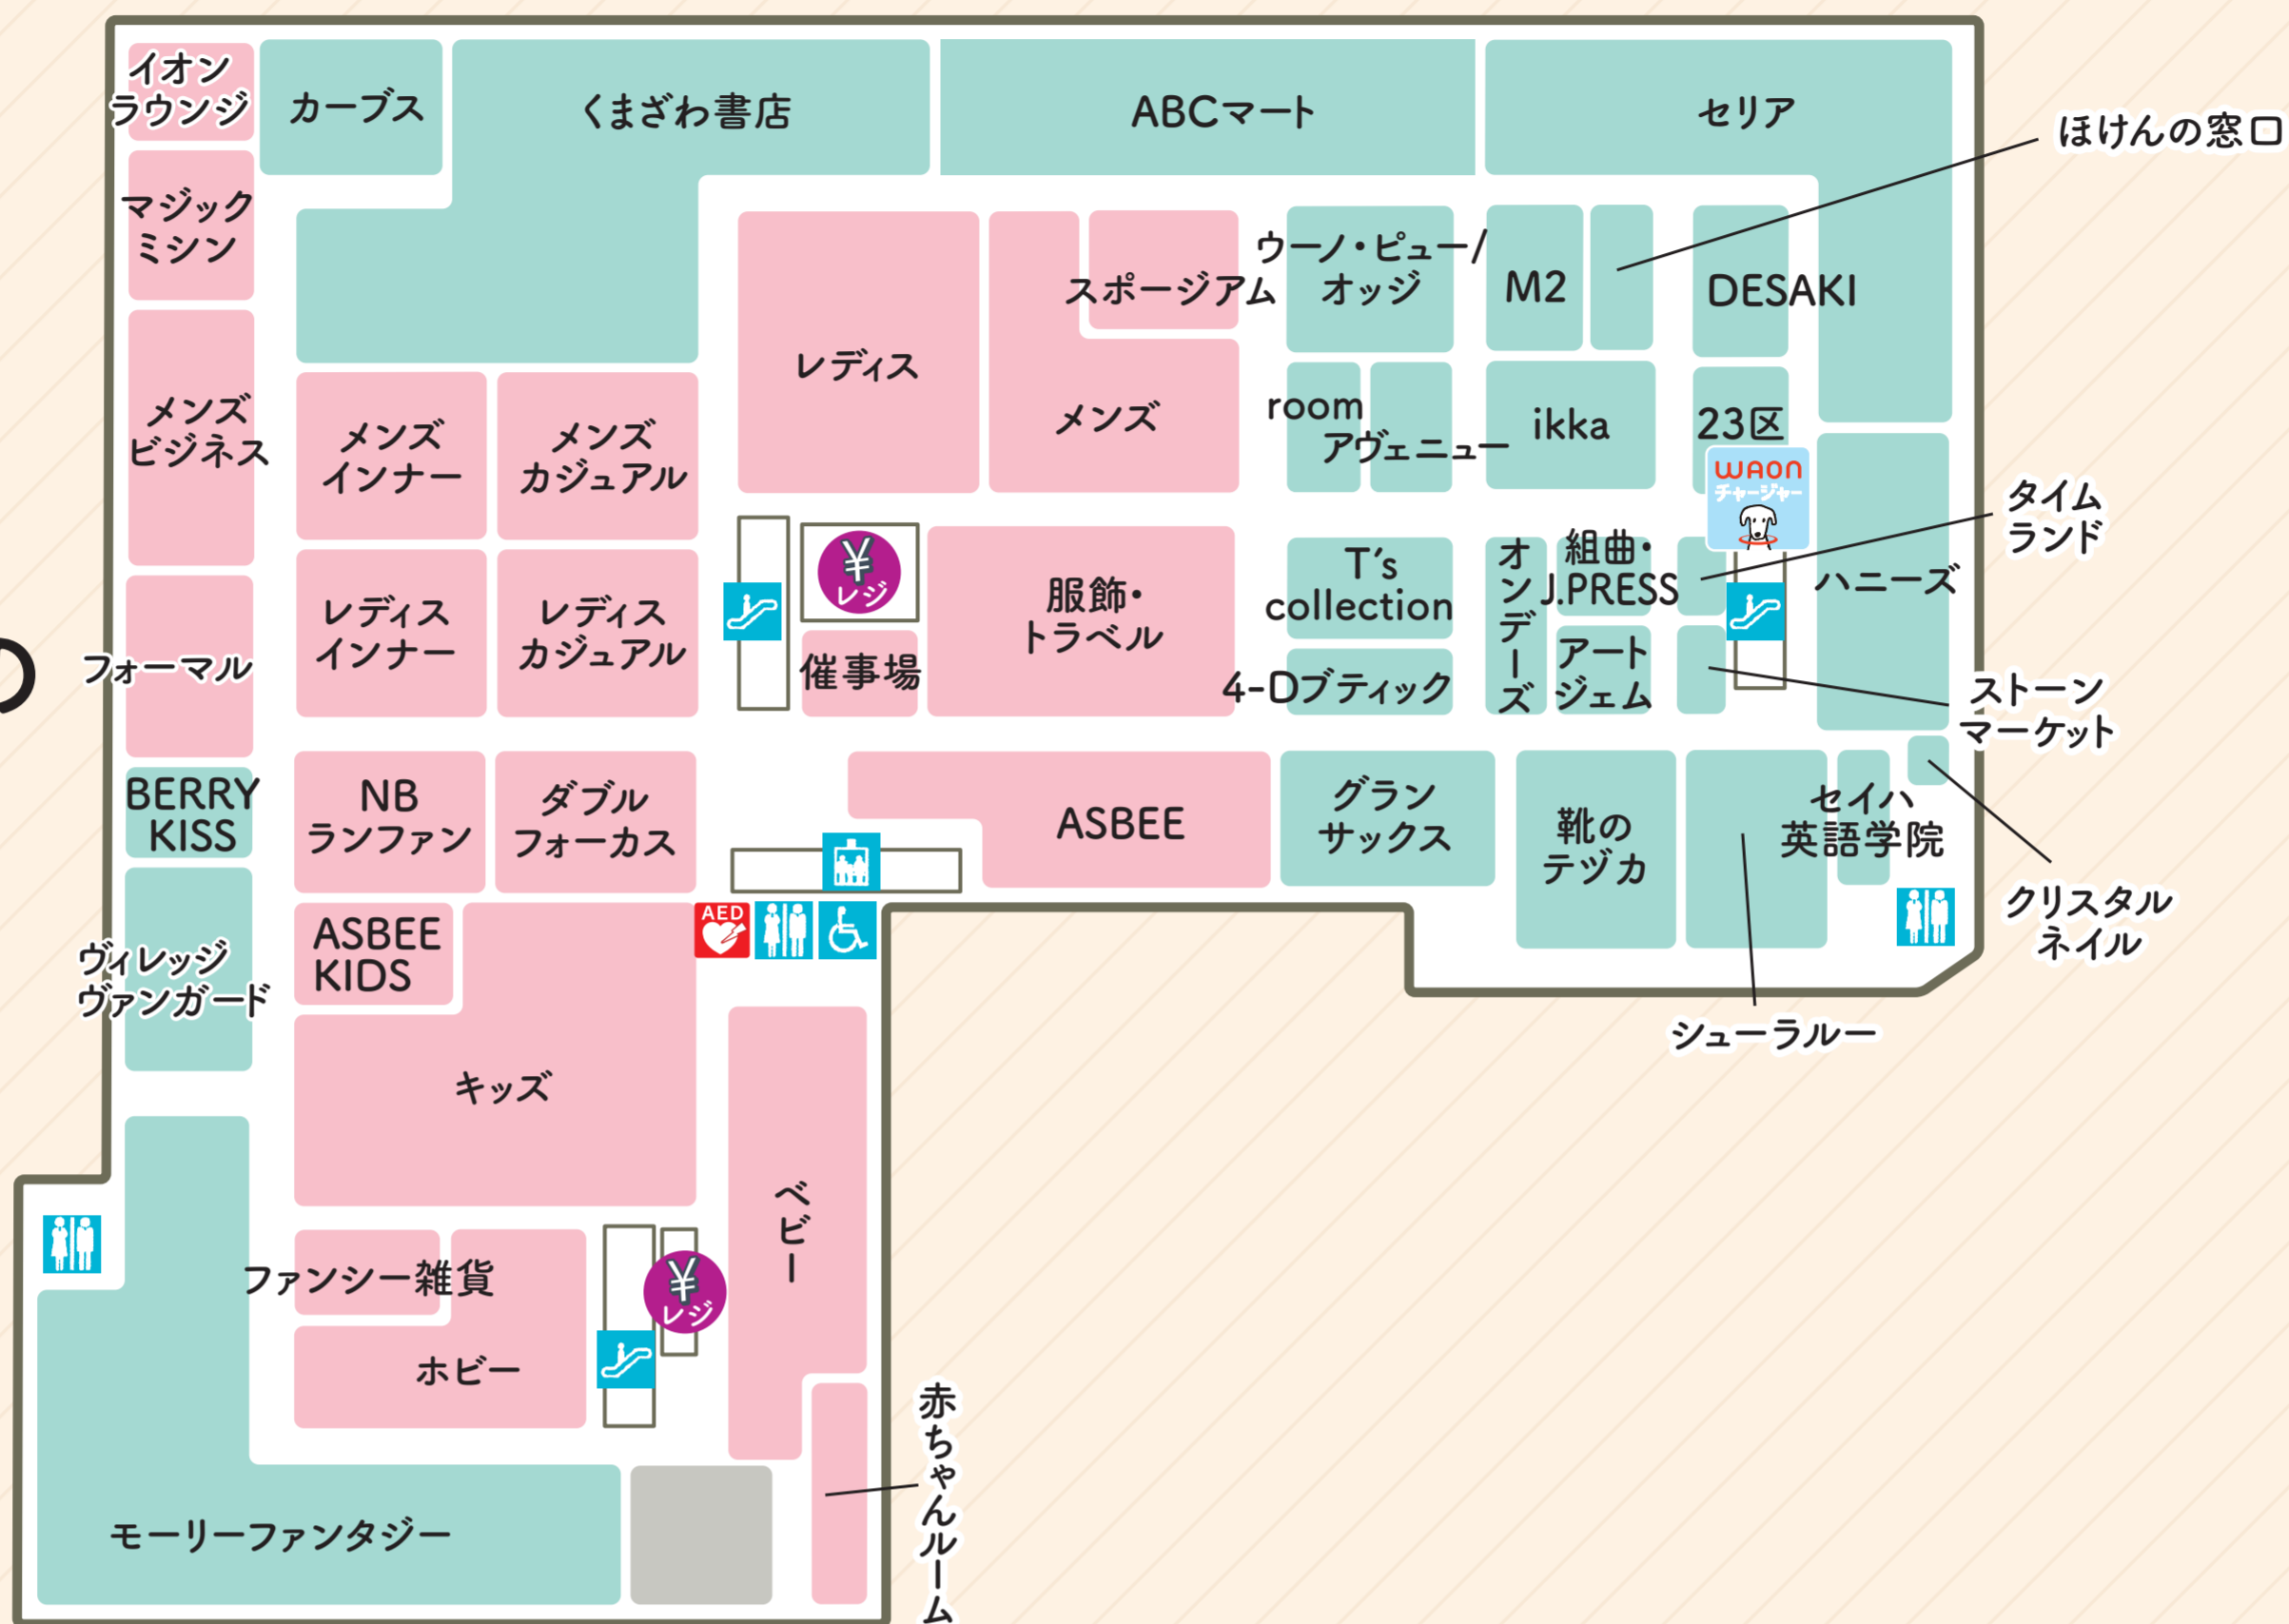 イオン
ラウンジ
カーブス
くまざわ書店
ABCマート
セリア
ほけんの窓口
マジック
ミシン
レディス
スポージアム
メンズ
ウーノ・ピュー/
オッジ
M2
DESAKI
メンズ
ビジネス
メンズ
インナー
メンズ
カジュアル
room
アヴェニュー
ikka
23区
WAON
チャージャー
タイム
ランド
フォーマル
レディス
インナー
レディス
カジュアル
¥
レジ
催事場
服飾・
トラベル
T's
collection
4-Dブティック
オンデーズ
組曲・
J.PRESS
アート
ジェム
ハニーズ
ストーン
マーケット
BERRY
KISS
NB
ランファン
ダブル
フォーカス
ASBEE
グラン
サックス
靴の
テヅカ
セイハ
英語学院
クリスタル
ネイル
シューラルー
ヴィレッジ
ヴァンガード
ASBEE
KIDS
AED
キッズ
ベビー
ファンシー雑貨
ホビー
¥
レジ
モーリーファンタジー
赤ちゃんルーム